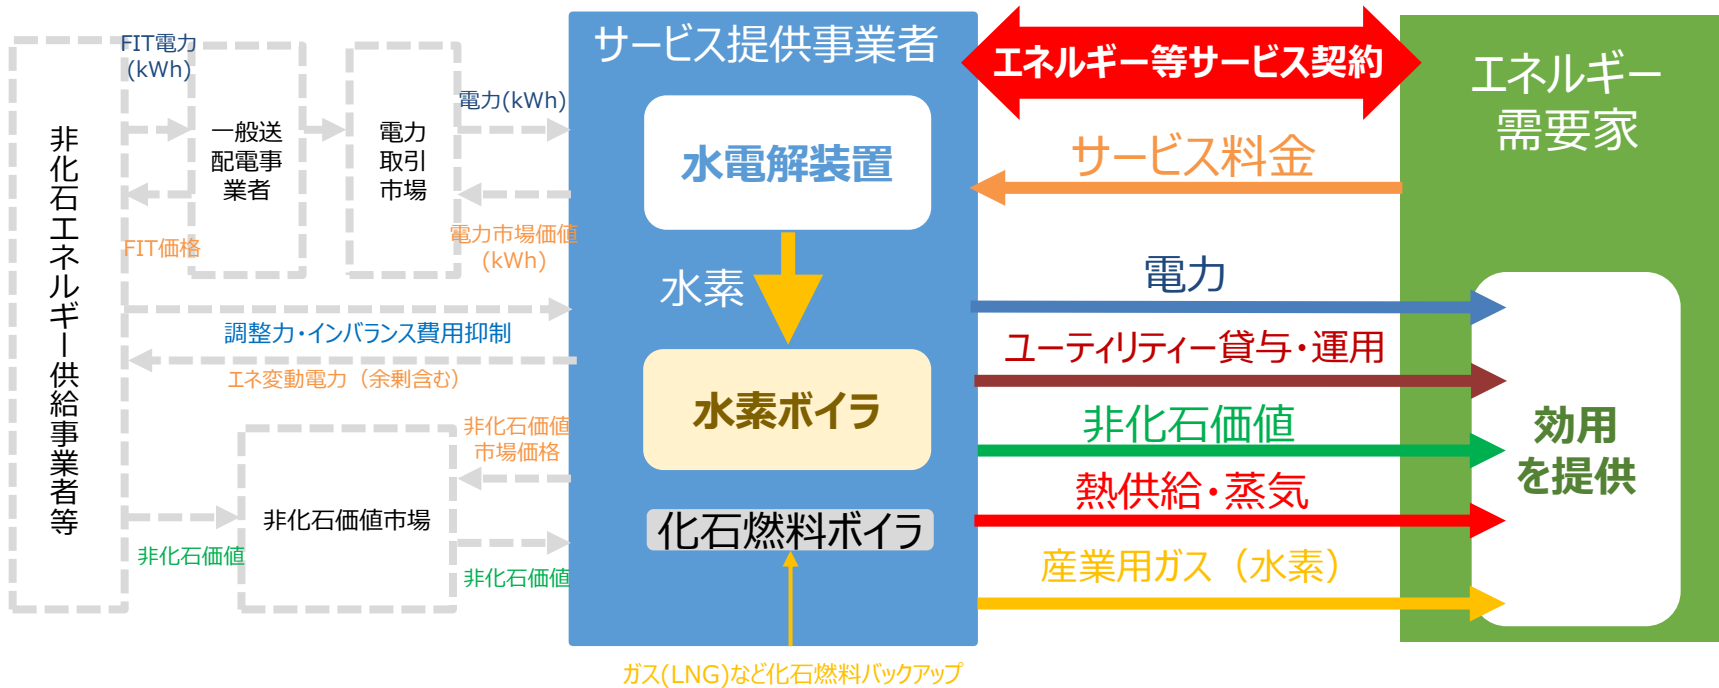 非化石エネルギー供給事業者等
FIT電力
(kWh)
一般送
配電事
業者
FIT価格
電力
取引
市場
電力(kWh)
電力市場価値
(kWh)
調整力・インバランス費用抑制
エネ変動電力（余剰含む）
非化石価値
市場価格
非化石価値市場
非化石価値
非化石価値
サービス提供事業者
水電解装置
水素
水素ボイラ
化石燃料ボイラ
ガス(LNG)など化石燃料バックアップ
エネルギー等サービス契約
サービス料金
電力
ユーティリティー貸与・運用
非化石価値
熱供給・蒸気
産業用ガス（水素）
エネルギー
需要家
効用
を提供